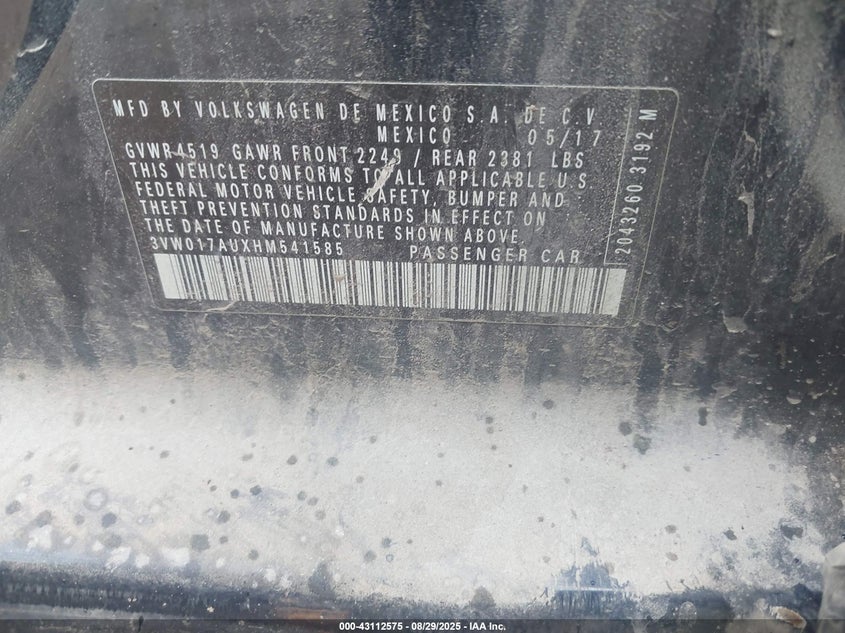 MFD BY VOLKSWAGEN DE MEXICO S.A. DE C.V
MEXICO 05/17
GVWR 4519 GAWR FRONT 2249 / REAR 2381 LBS
THIS VEHICLE CONFORMS TO ALL APPLICABLE U S
FEDERAL MOTOR VEHICLE SAFETY, BUMPER AND
THEFT PREVENTION STANDARDS IN EFFECT ON
THE DATE OF MANUFACTURE SHOWN ABOVE
3VW017AUXHM541585 PASSENGER CAR
2043260 3192 M
000-43112575 - 08/29/2025 - IAA Inc.